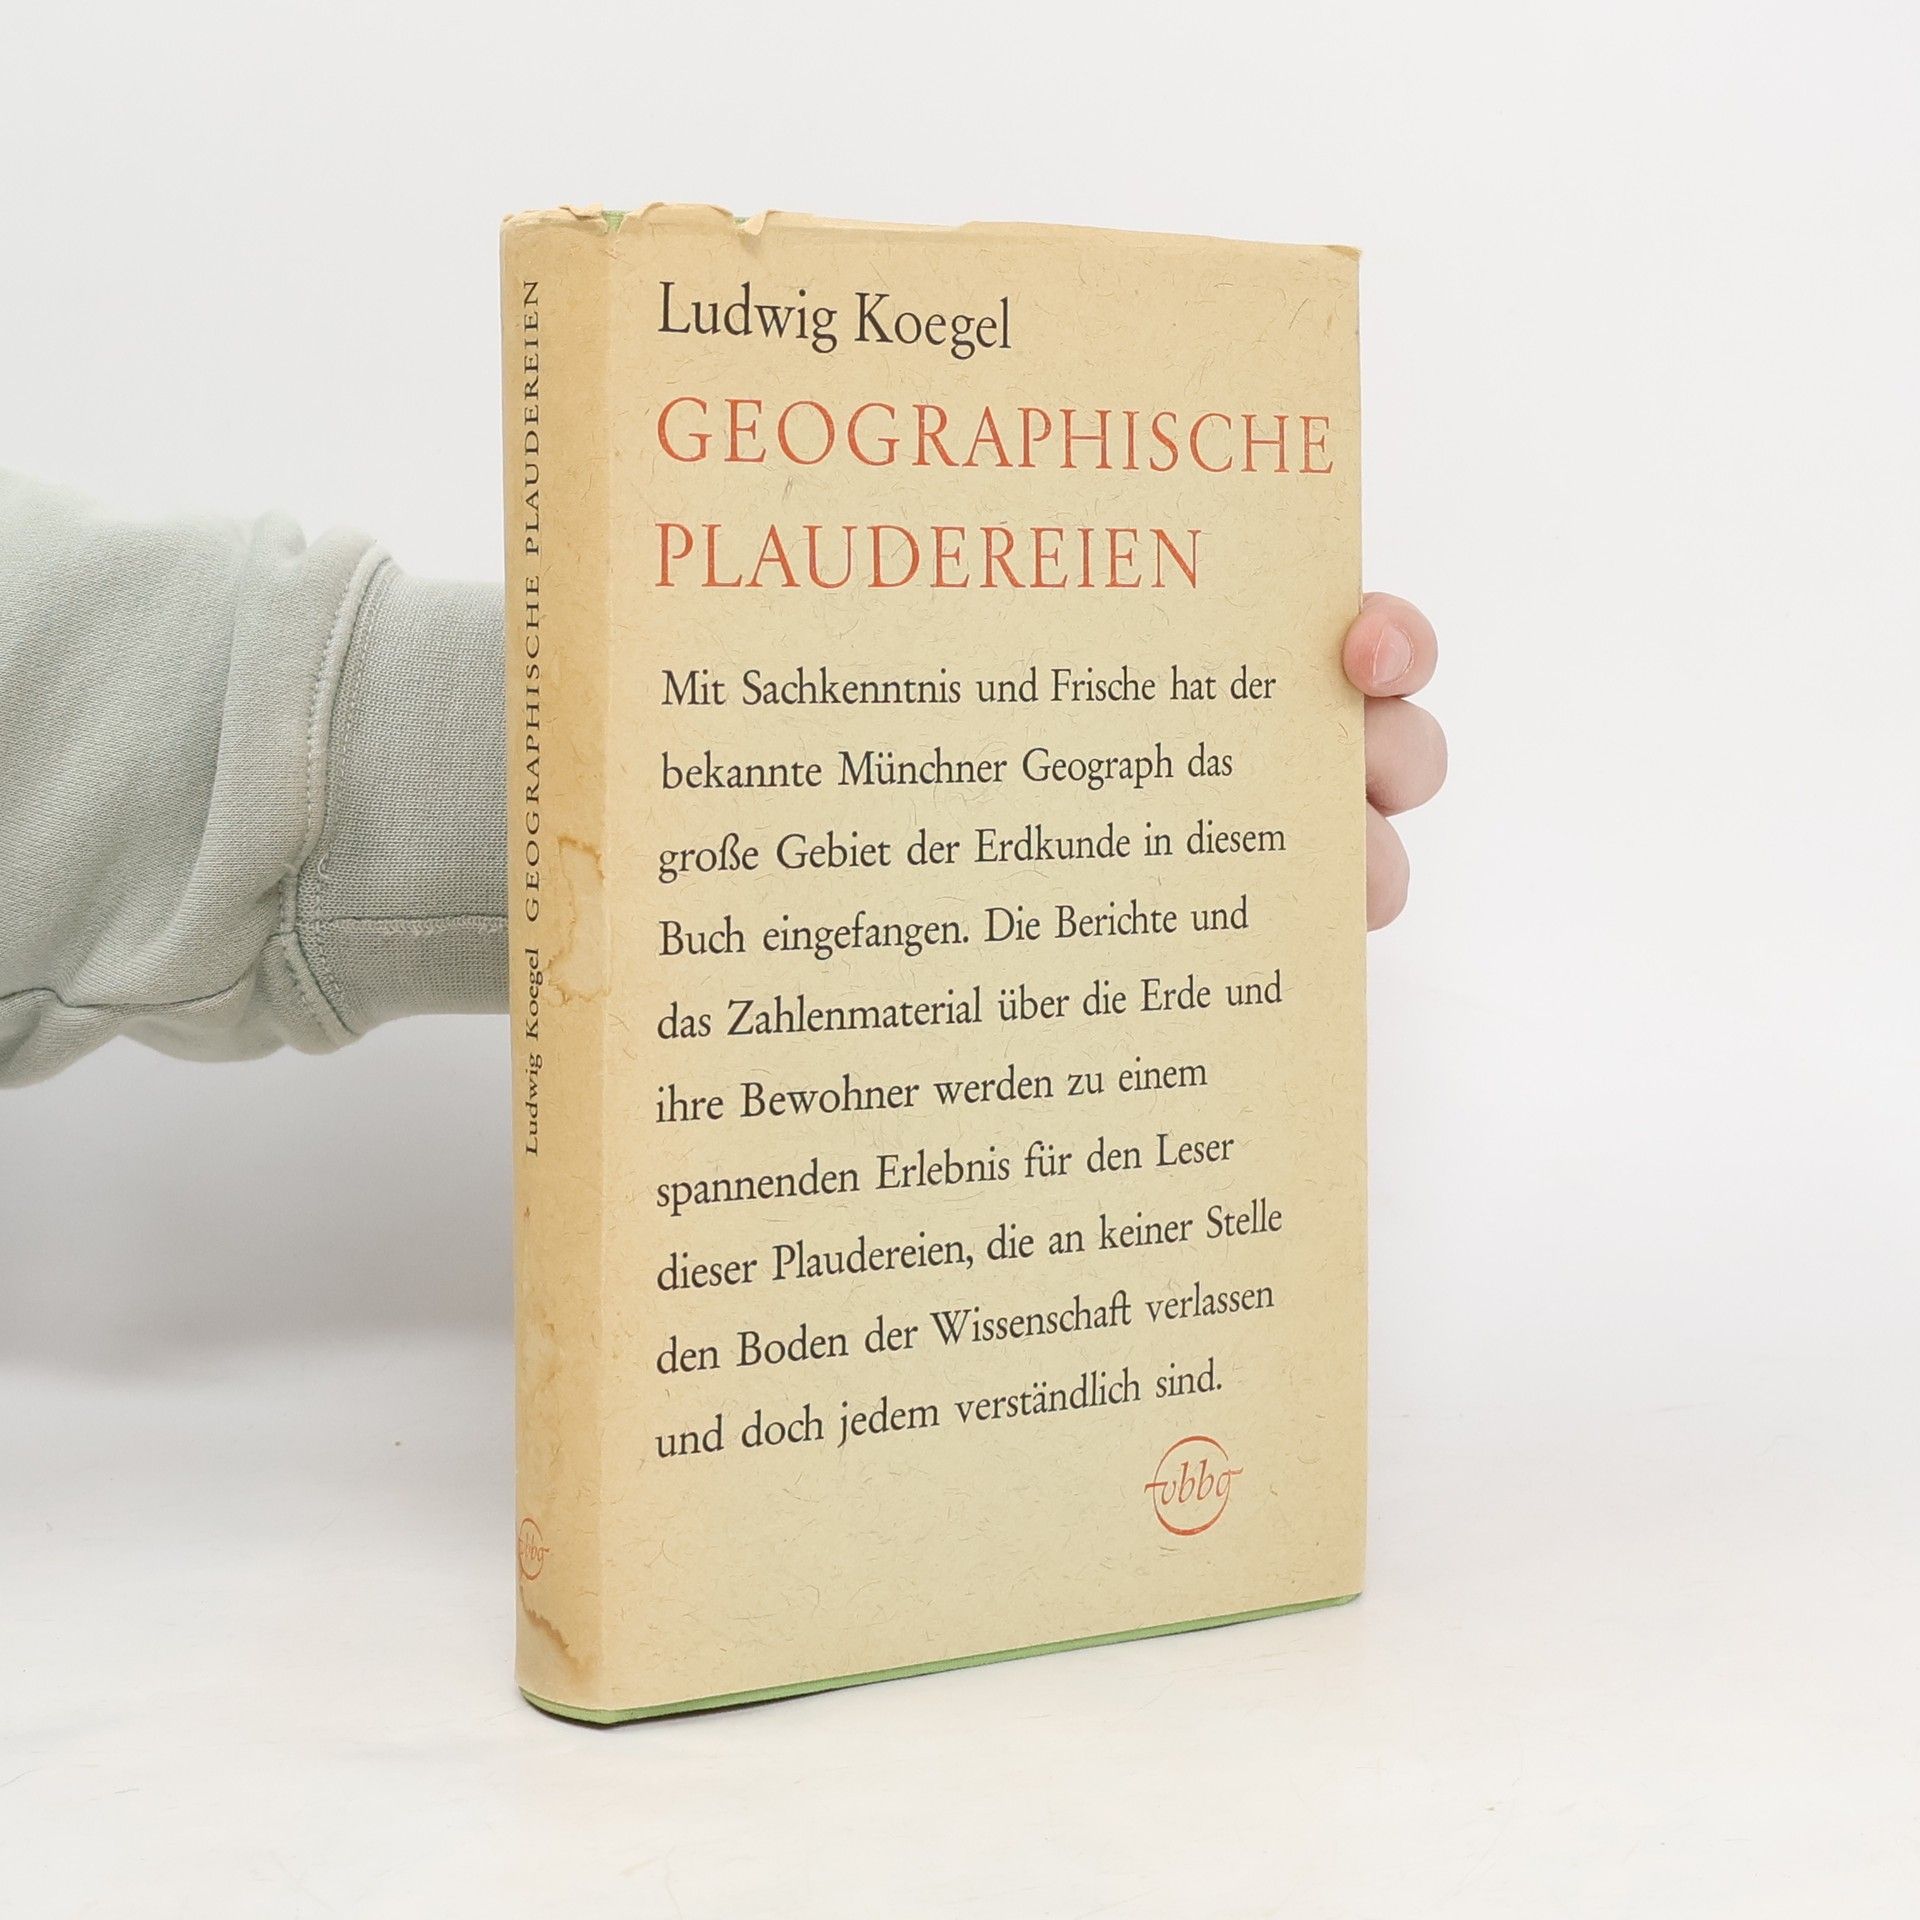 Ludwig Koegel
GEOGRAPHISCHE
PLAUDEREIEN
Mit Sachkenntnis und Frische hat der
bekannte Münchner Geograph das
große Gebiet der Erdkunde in diesem
Buch eingefangen. Die Berichte und
das Zahlenmaterial über die Erde und
ihre Bewohner werden zu einem
spannenden Erlebnis für den Leser
dieser Plaudereien, die an keiner Stelle
den Boden der Wissenschaft verlassen
und doch jedem verständlich sind.
vbbg
Ludwig Koegel GEOGRAPHISCHE PLAUDEREIEN
vbbg